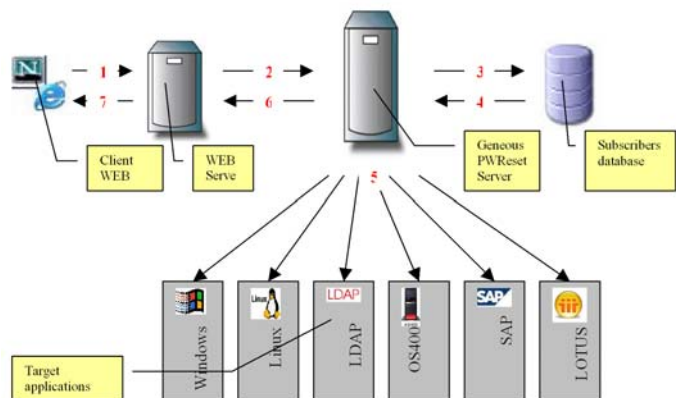 N
1
2
3
7
6
4
Client
WEB
WEB
Serve
Geneous
PWReset
Server
Subscribers
database
5
Windows
Linux
Linux
LDAP
LDAP
OS400
SAP
SAP
LOTUS
Target
applications